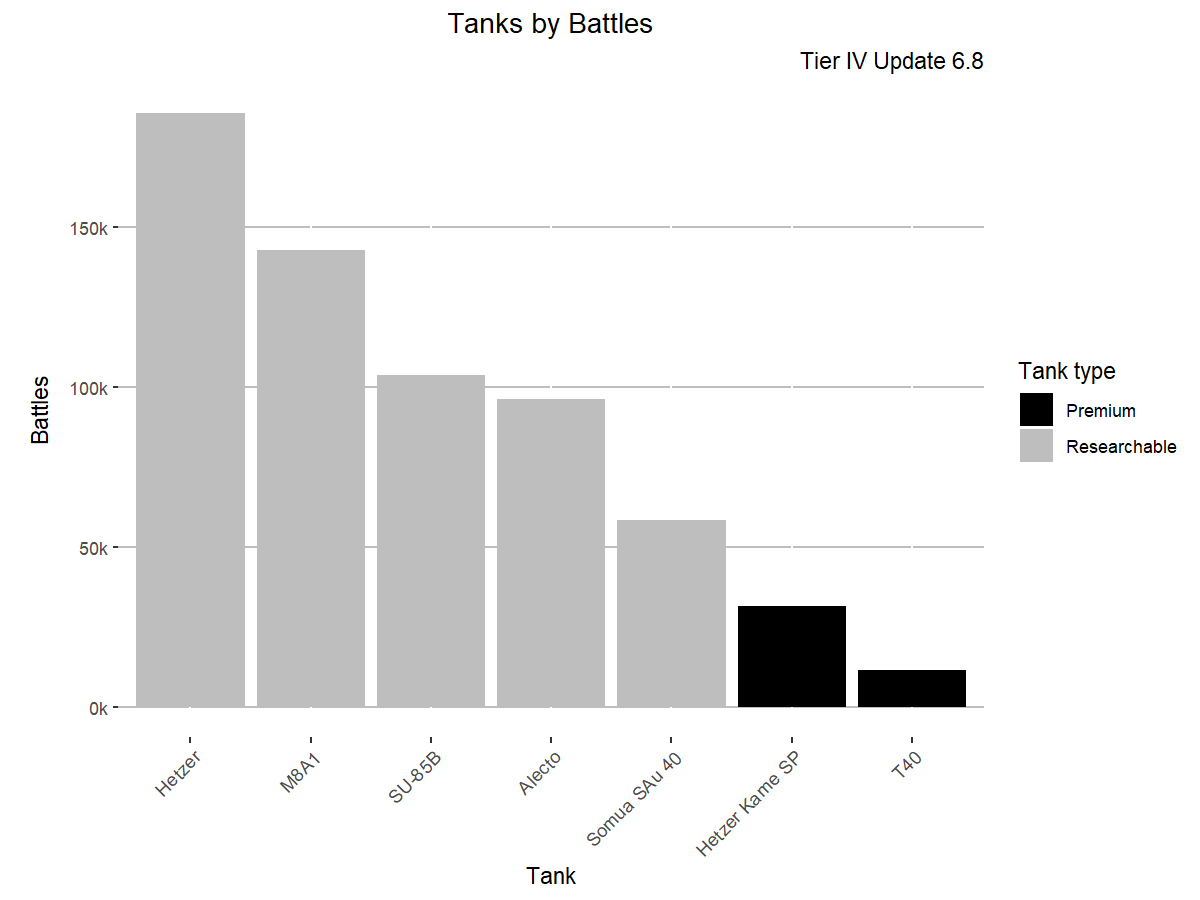 Tanks by Battles
Tier IV Update 6.8
Battles
150k
100k
50k
0k
Hetzer
M8A1
SU-85B
Alecto
Somua SAu 40
Hetzer Kame SP
T40
Tank
Tank type
Premium
Researchable